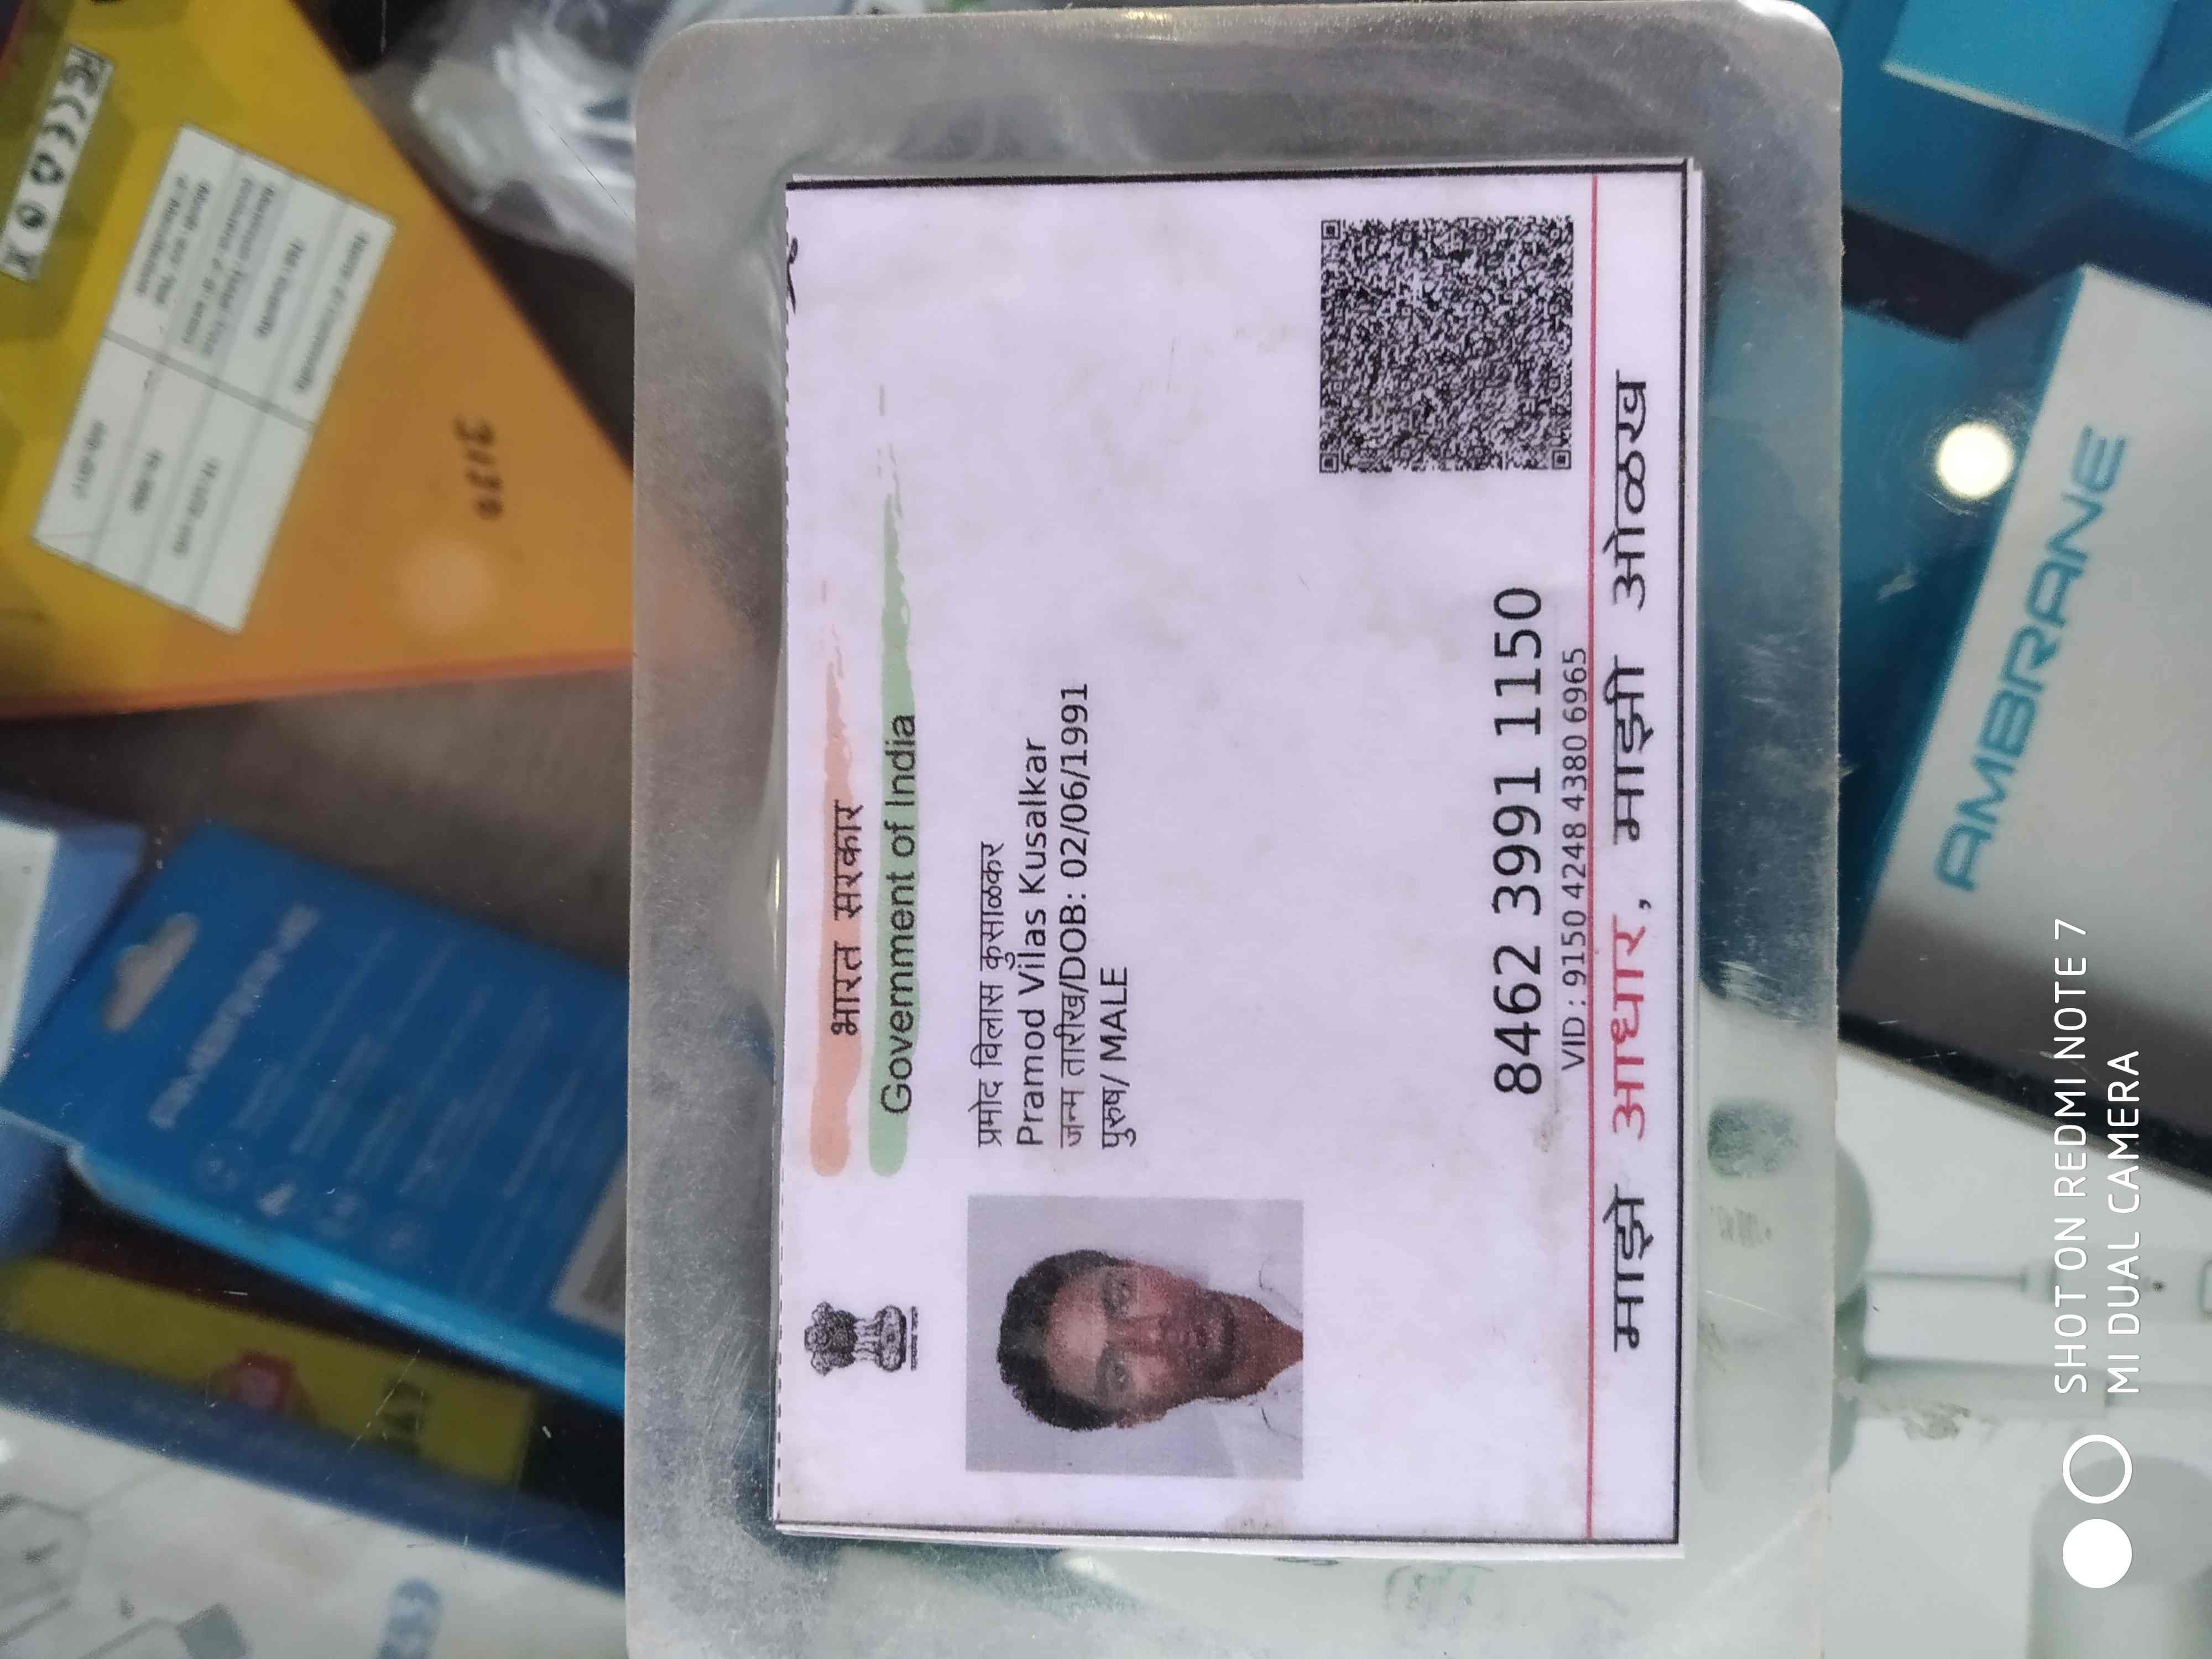 भारत सरकार
Government of India
प्रमोद विलास कुसाळकर
Pramod Vilas Kusalkar
जन्म तारीख/DOB: 02/06/1991
पुरुष/ MALE
8462 3991 1150
VID : 9150 4248 4380 6965
माझे आधार, माझी ओळख
AMBRANE
SHOT ON REDMI NOTE 7
MI DUAL CAMERA